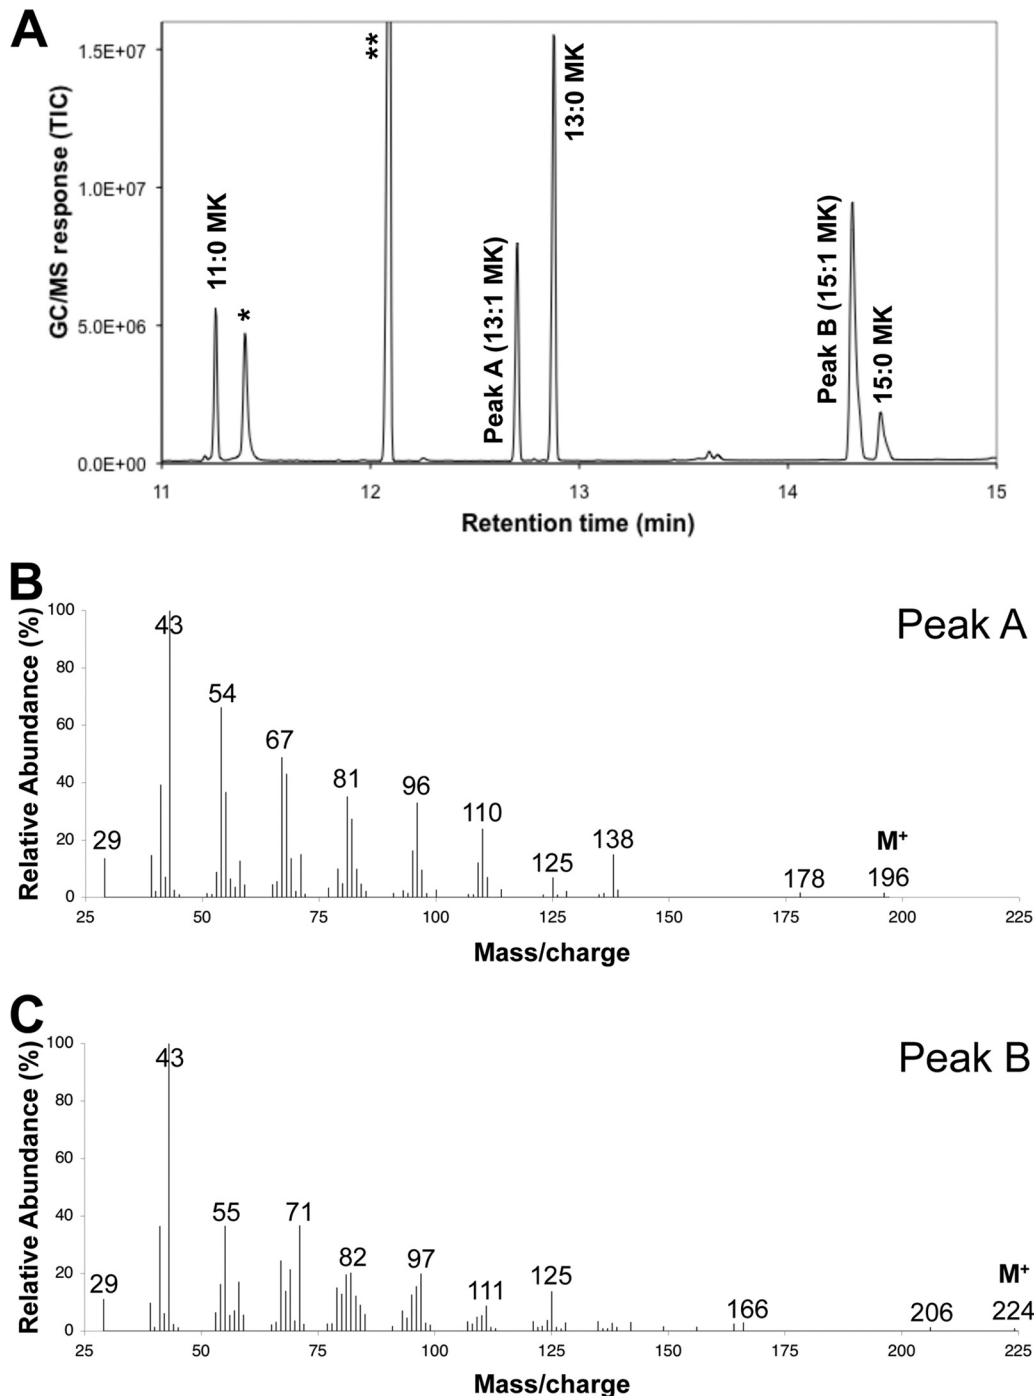 A
GC/MS response (TIC)
1.5E+07
1.0E+07
5.0E+06
0.0E+00
11:0 MK
*
**
Peak A (13:1 MK)
13:0 MK
Peak B (15:1 MK)
15:0 MK
11 12 13 14 15
Retention time (min)
B
Peak A
Relative Abundance (%)
100
80
60
40
20
0
29 43 54 67 81 96 110 125 138 178 196
M+
25 50 75 100 125 150 175 200 225
Mass/charge
C
Peak B
Relative Abundance (%)
100
80
60
40
20
0
29 43 55 71 82 97 111 125 166 206 224
M+
25 50 75 100 125 150 175 200 225
Mass/charge